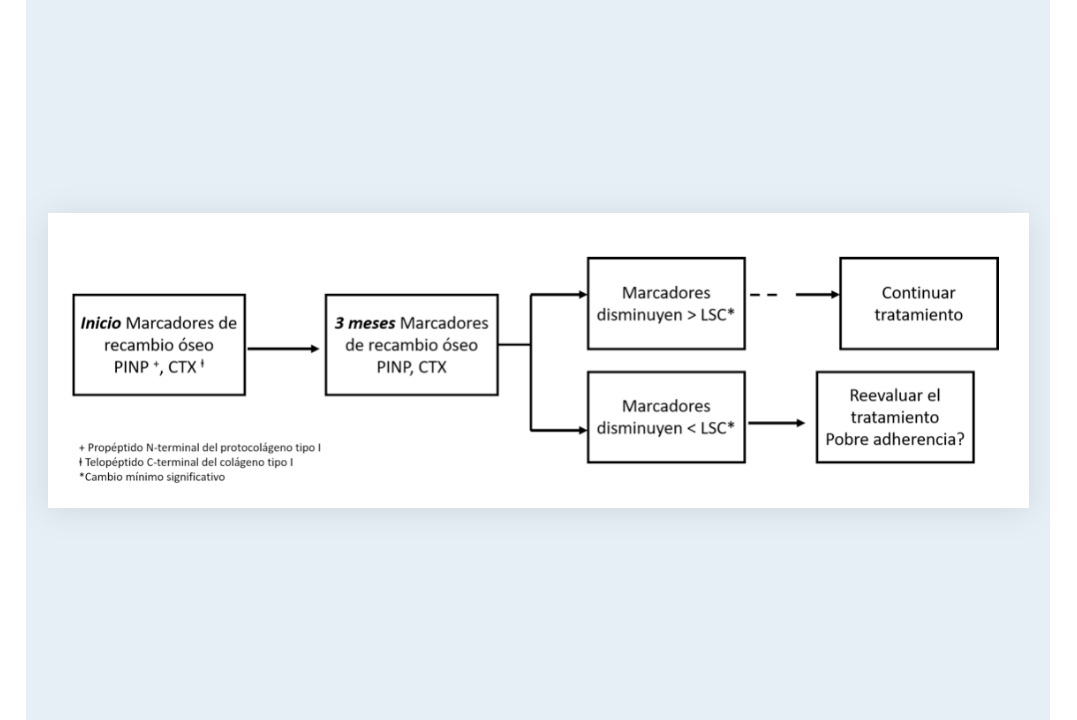 Inicio Marcadores de
recambio óseo
PINP +, CTX ƚ
3 meses Marcadores
de recambio óseo
PINP, CTX
Marcadores
disminuyen > LSC*
Continuar
tratamiento
Marcadores
disminuyen < LSC*
Reevaluar el
tratamiento
Pobre adherencia?
+ Propéptido N-terminal del protocolágeno tipo I
ƚ Telopéptido C-terminal del colágeno tipo I
*Cambio mínimo significativo